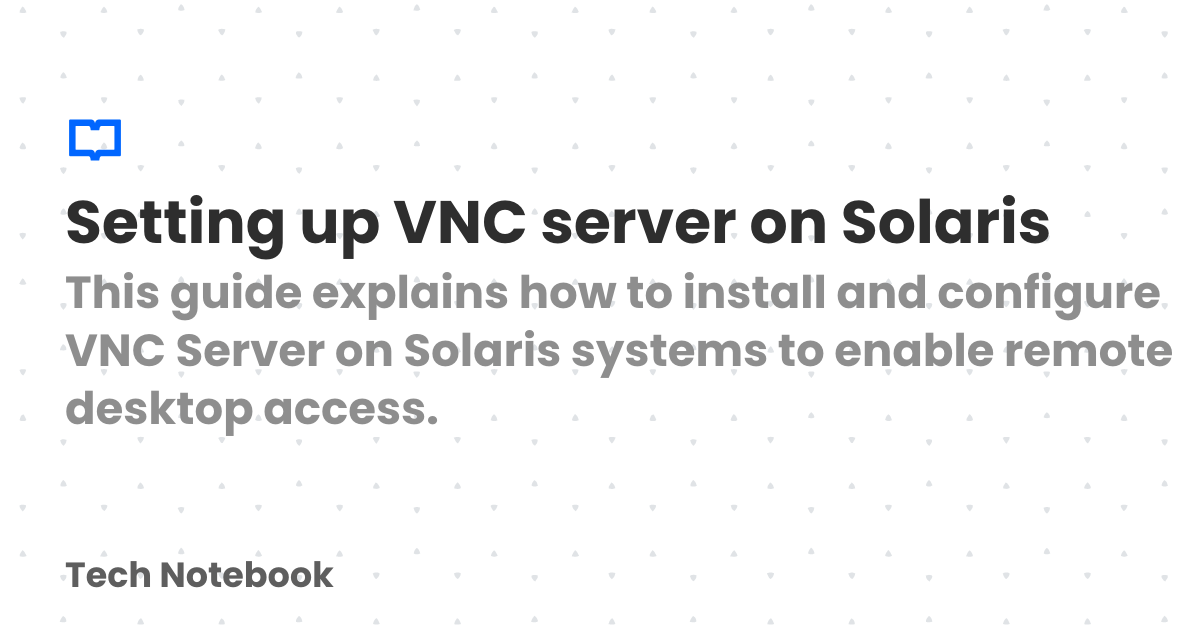 Setting up VNC server on Solaris
This guide explains how to install and configure
VNC Server on Solaris systems to enable remote
desktop access.
Tech Notebook